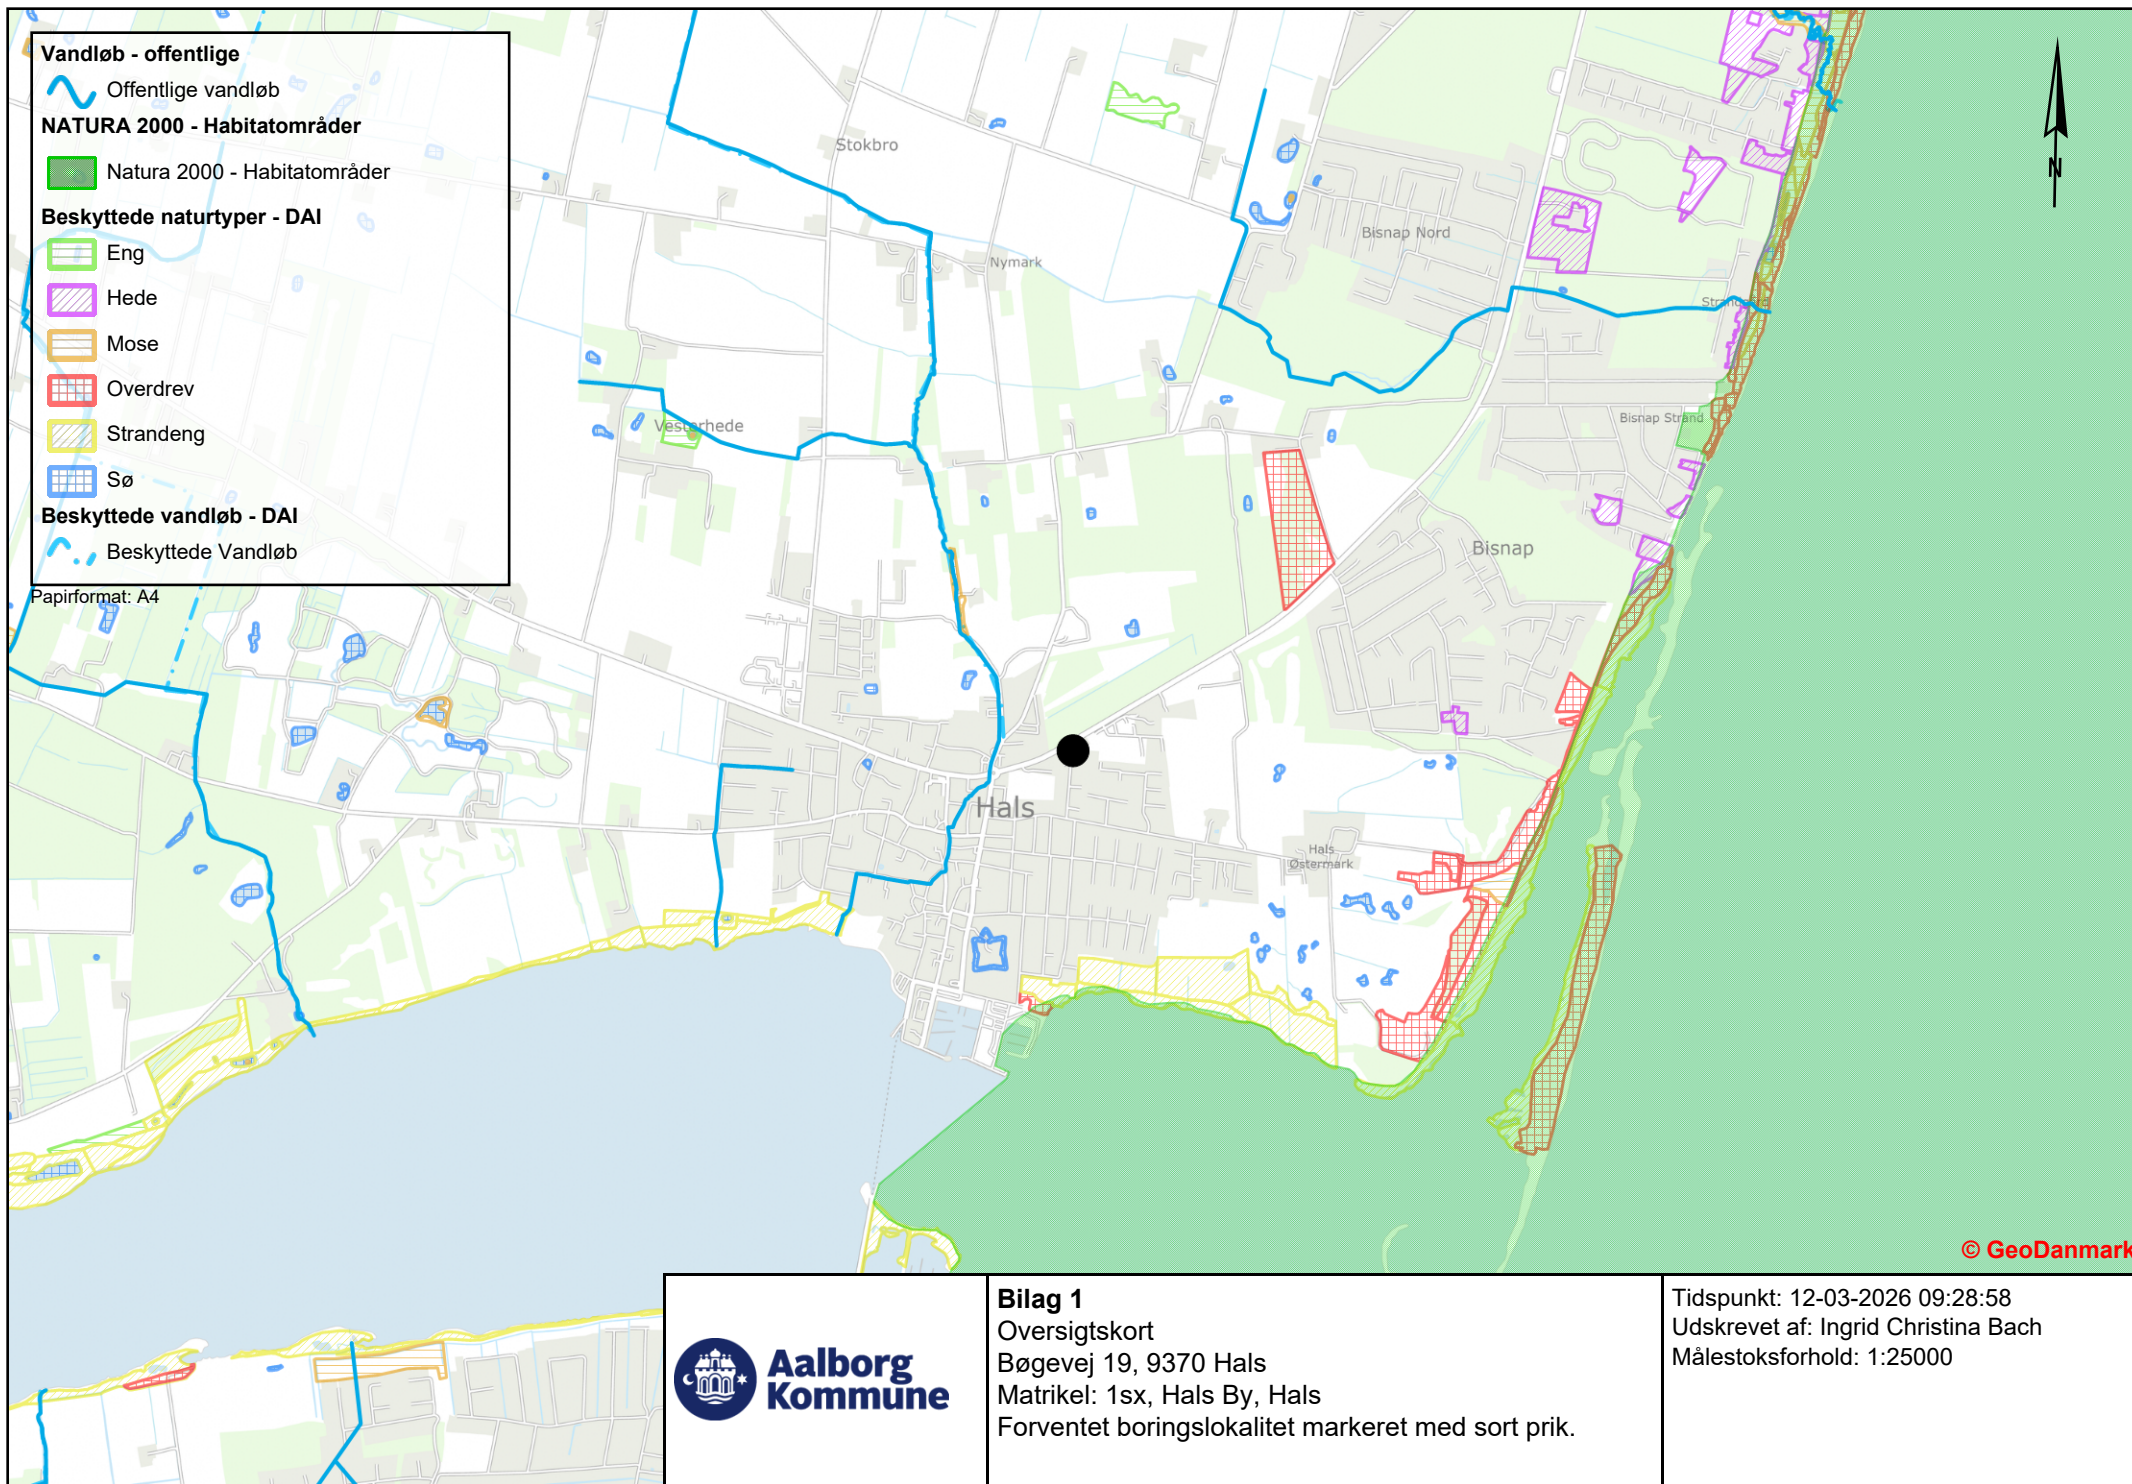 Vandløb - offentlige
Offentlige vandløb
NATURA 2000 - Habitatområder
Natura 2000 - Habitatområder
Beskyttede naturtyper - DAI
Eng
Hede
Mose
Overdrev
Strandeng
Sø
Beskyttede vandløb - DAI
Beskyttede Vandløb
Papirformat: A4
N
Stokbro
Nymark
Bisnap Nord
Vesterhede
Bisnap Strand
Bisnap
Hals
Hals
Østermark
© GeoDanmark
Aalborg
Kommune
Bilag 1
Oversigtskort
Bøgevej 19, 9370 Hals
Matrikel: 1sx, Hals By, Hals
Forventet boringslokalitet markeret med sort prik.
Tidspunkt: 12-03-2026 09:28:58
Udskrevet af: Ingrid Christina Bach
Målestoksforhold: 1:25000